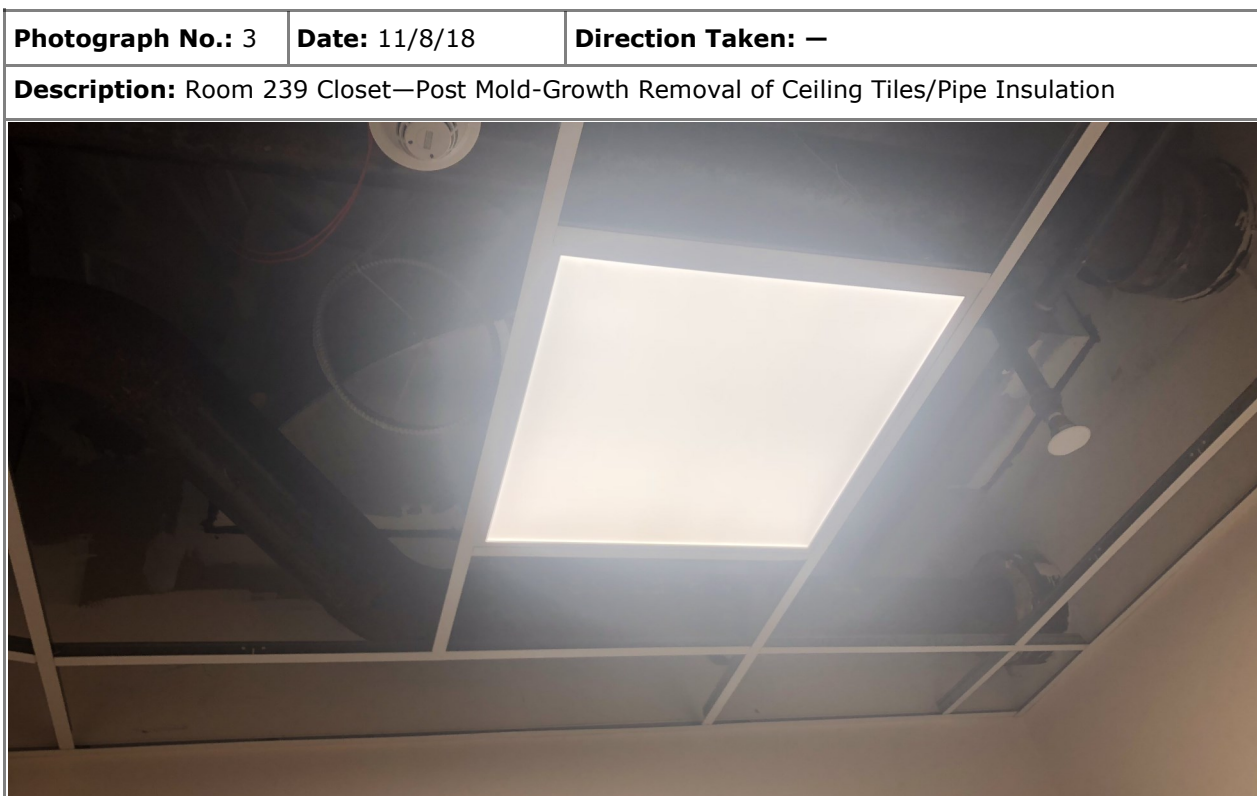 Photograph No.: 3 Date: 11/8/18 Direction Taken: —
Description: Room 239 Closet—Post Mold-Growth Removal of Ceiling Tiles/Pipe Insulation